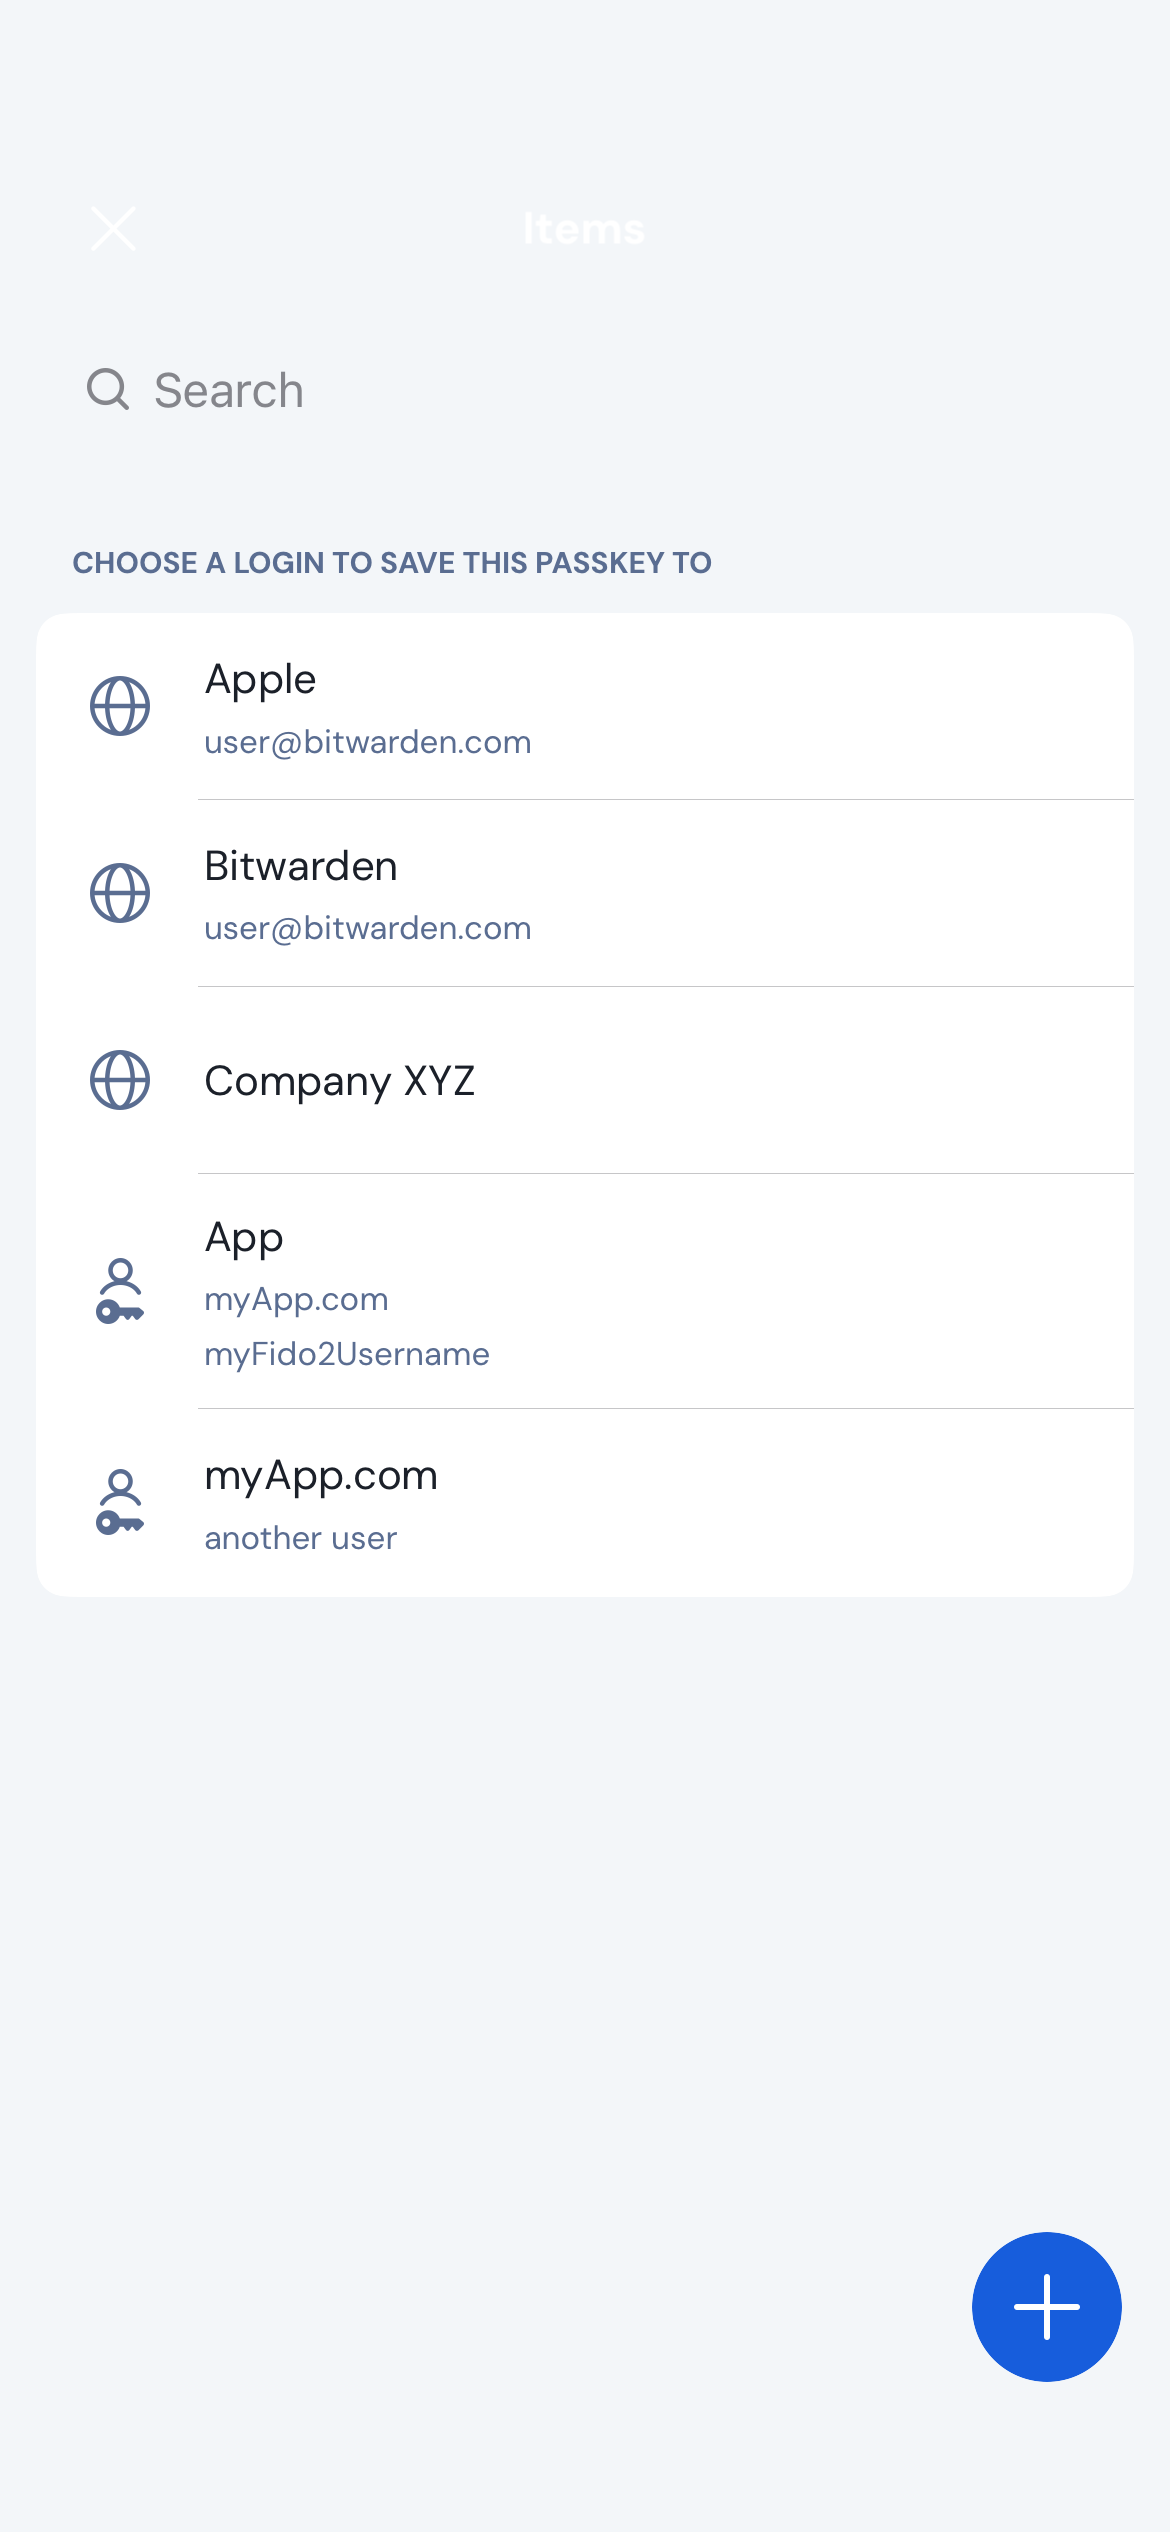 Items
Search
CHOOSE A LOGIN TO SAVE THIS PASSKEY TO
Apple
user@bitwarden.com
Bitwarden
user@bitwarden.com
Company XYZ
App
myApp.com
myFido2Username
myApp.com
another user